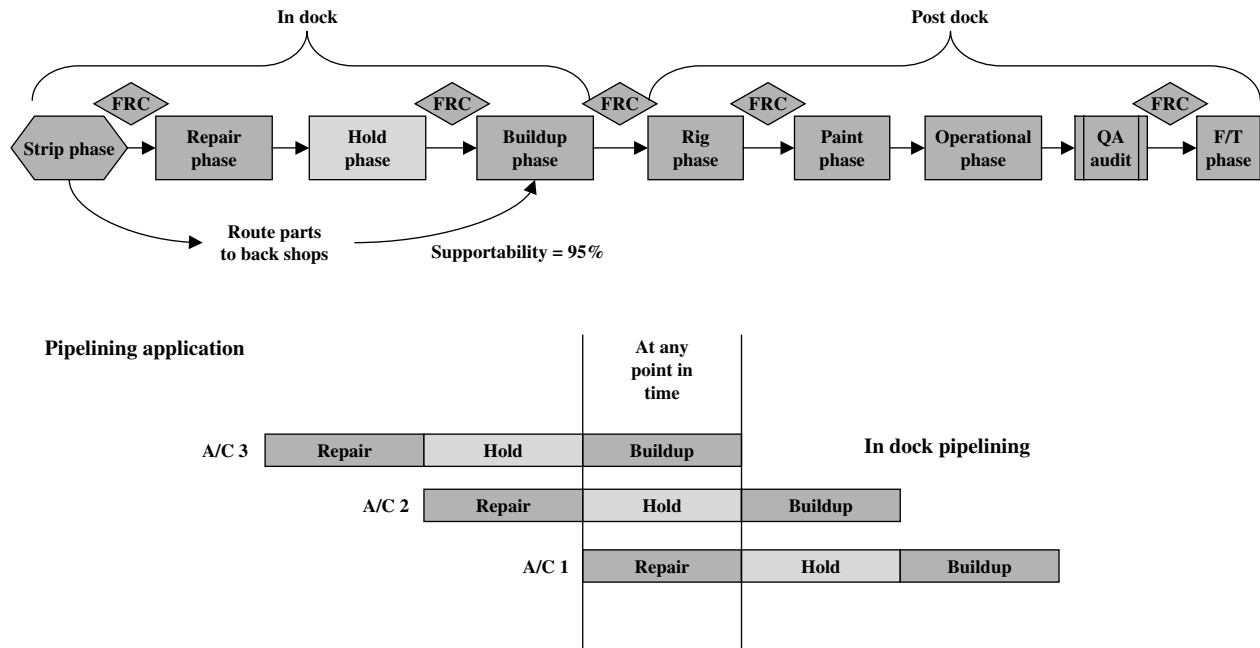 In dock
Post dock
FRC
FRC
FRC
FRC
FRC
Strip phase
Repair
phase
Hold
phase
Buildup
phase
Rig
phase
Paint
phase
Operational
phase
QA
audit
F/T
phase
Route parts
to back shops
Supportability = 95%
Pipelining application
At any
point in
time
A/C 3
Repair
Hold
Buildup
In dock pipelining
A/C 2
Repair
Hold
Buildup
A/C 1
Repair
Hold
Buildup